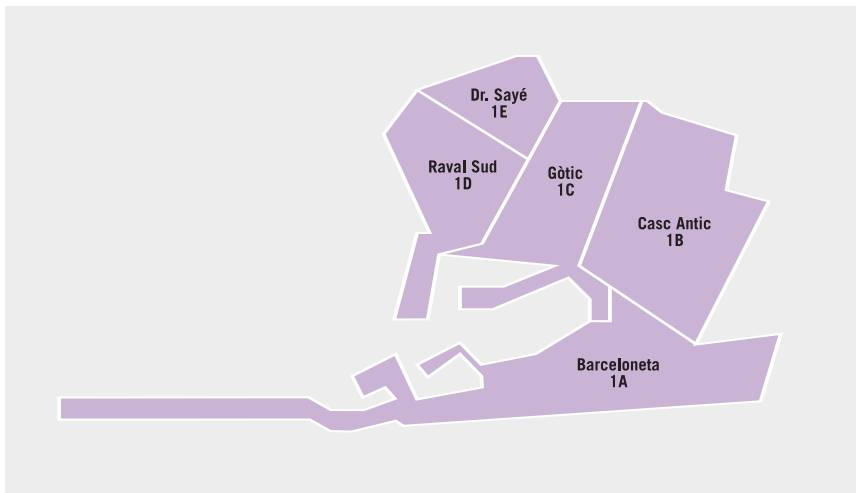 Dr. Sayé
1E
Raval Sud
1D
Gòtic
1C
Casc Antic
1B
Barceloneta
1A